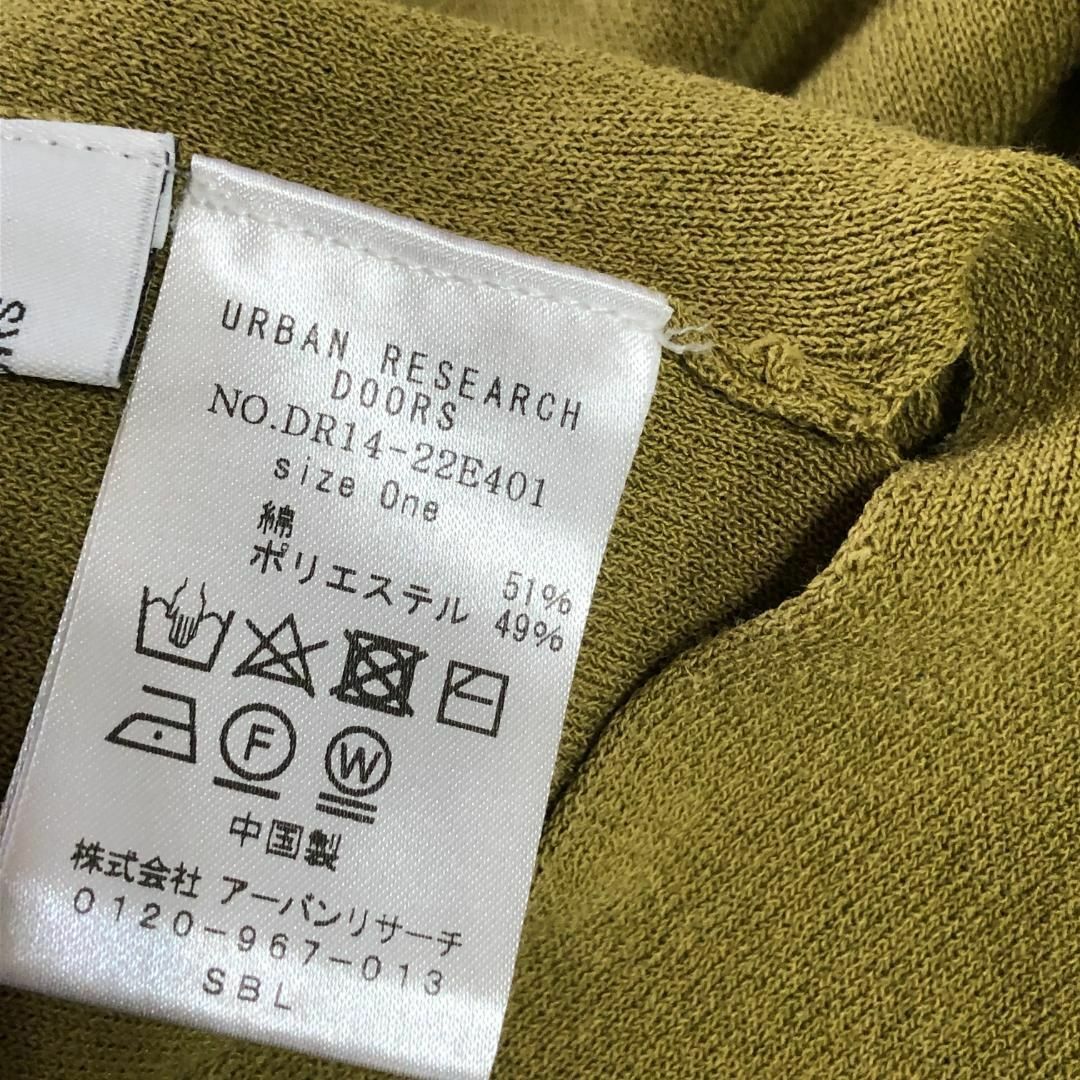 URBAN RESEARCH
DOORS
NO.DR14-22E401
size One
綿 51%
ポリエステル 49%
F W
中国製
株式会社 アーバンリサーチ
0120-967-013
SBL